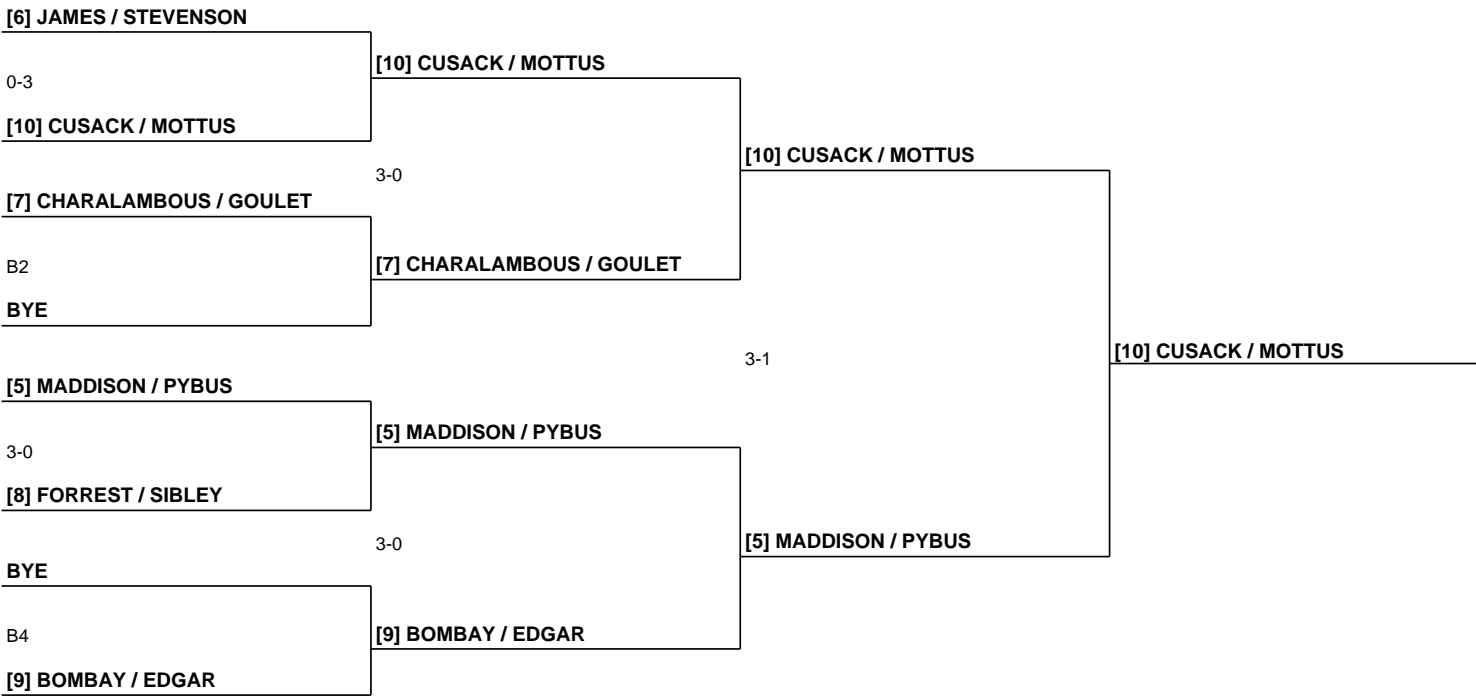 [6] JAMES / STEVENSON
[10] CUSACK / MOTTUS
0-3
[10] CUSACK / MOTTUS
[10] CUSACK / MOTTUS
3-0
[7] CHARALAMBOUS / GOULET
[7] CHARALAMBOUS / GOULET
B2
BYE
[10] CUSACK / MOTTUS
3-1
[5] MADDISON / PYBUS
[5] MADDISON / PYBUS
3-0
[8] FORREST / SIBLEY
[5] MADDISON / PYBUS
3-0
BYE
[9] BOMBAY / EDGAR
B4
[9] BOMBAY / EDGAR